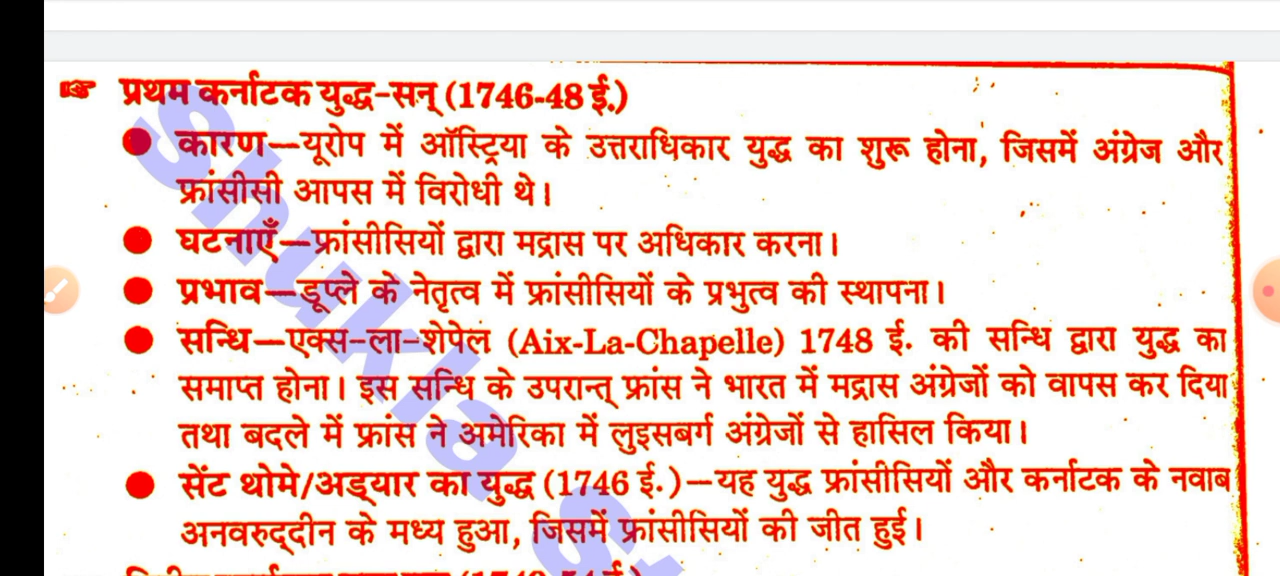 ☞ प्रथम कर्नाटक युद्ध-सन् (1746-48 ई.)
● कारण—यूरोप में ऑस्ट्रिया के उत्तराधिकार युद्ध का शुरू होना, जिसमें अंग्रेज और
फ्रांसीसी आपस में विरोधी थे।
● घटनाएँ—फ्रांसीसियों द्वारा मद्रास पर अधिकार करना।
● प्रभाव—डूप्ले के नेतृत्व में फ्रांसीसियों के प्रभुत्व की स्थापना।
● सन्धि—एक्स-ला-शेपेल (Aix-La-Chapelle) 1748 ई. की सन्धि द्वारा युद्ध का
समाप्त होना। इस सन्धि के उपरान्त् फ्रांस ने भारत में मद्रास अंग्रेजों को वापस कर दिया
तथा बदले में फ्रांस ने अमेरिका में लुइसबर्ग अंग्रेजों से हासिल किया।
● सेंट थोमे/अड्यार का युद्ध (1746 ई.)—यह युद्ध फ्रांसीसियों और कर्नाटक के नवाब
अनवरुद्दीन के मध्य हुआ, जिसमें फ्रांसीसियों की जीत हुई।
Shukla